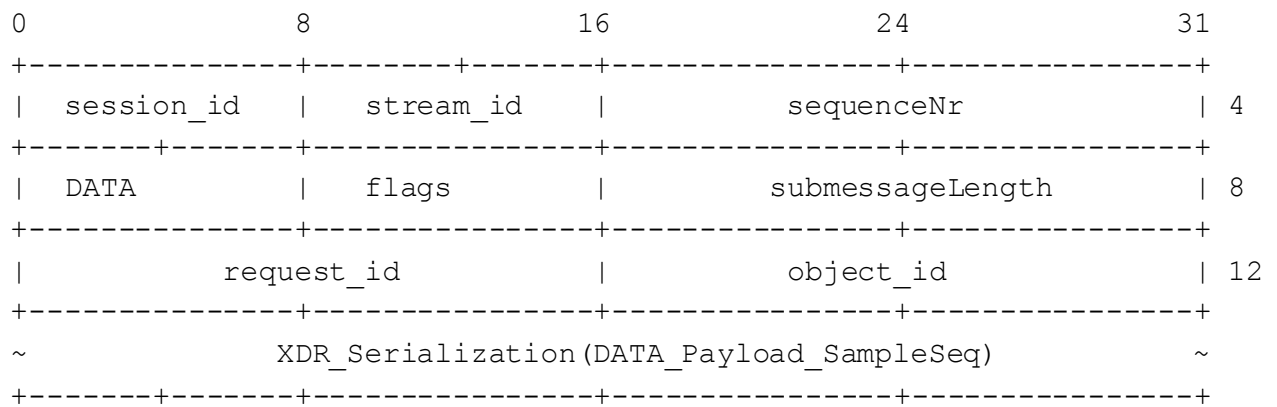 0               8               16              24             31
+---------------+--------+-------+---------------+---------------+
|  session_id   |   stream_id    |          sequenceNr           | 4
+-------+-------+----------------+---------------+---------------+
|  DATA         |   flags        |         submessageLength      | 8
+---------------+----------------+---------------+---------------+
|           request_id           |          object_id            | 12
+---------------+----------------+---------------+---------------+
~              XDR_Serialization(DATA_Payload_SampleSeq)         ~
+-------+-------+----------------+---------------+---------------+